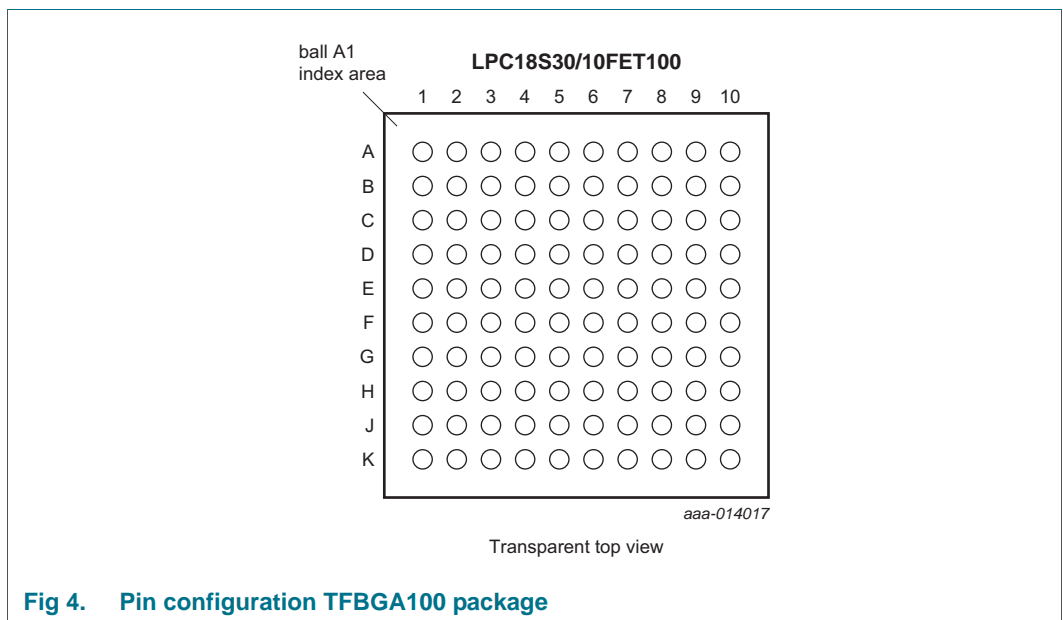 ball A1
index area
LPC18S30/10FET100
1 2 3 4 5 6 7 8 9 10
A
B
C
D
E
F
G
H
J
K
aaa-014017
Transparent top view
Fig 4. Pin configuration TFBGA100 package